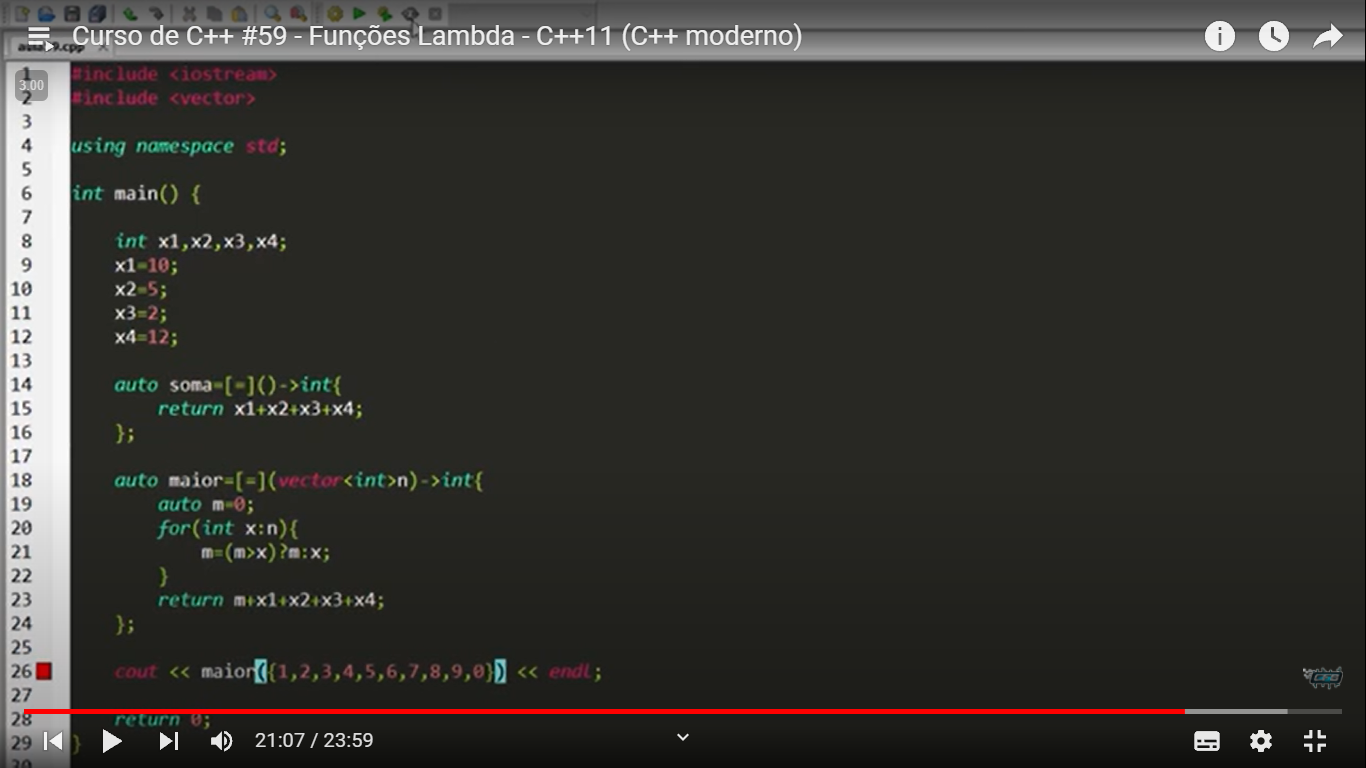 Curso de C++ #59 - Funções Lambda - C++11 (C++ moderno)
3.00
1 #include <iostream>
2 #include <vector>
3
4 using namespace std;
5
6 int main() {
7
8 int x1,x2,x3,x4;
9 x1=10;
10 x2=5;
11 x3=2;
12 x4=12;
13
14 auto soma=[=]()->int{
15 return x1+x2+x3+x4;
16 };
17
18 auto maior=[=](vector<int>n)->int{
19 auto m=0;
20 for(int x:n){
21 m=(m>x)?m:x;
22 }
23 return m+x1+x2+x3+x4;
24 };
25
26 cout << maior({1,2,3,4,5,6,7,8,9,0}) << endl;
27
28 return 0;
29 }
30
21:07 / 23:59